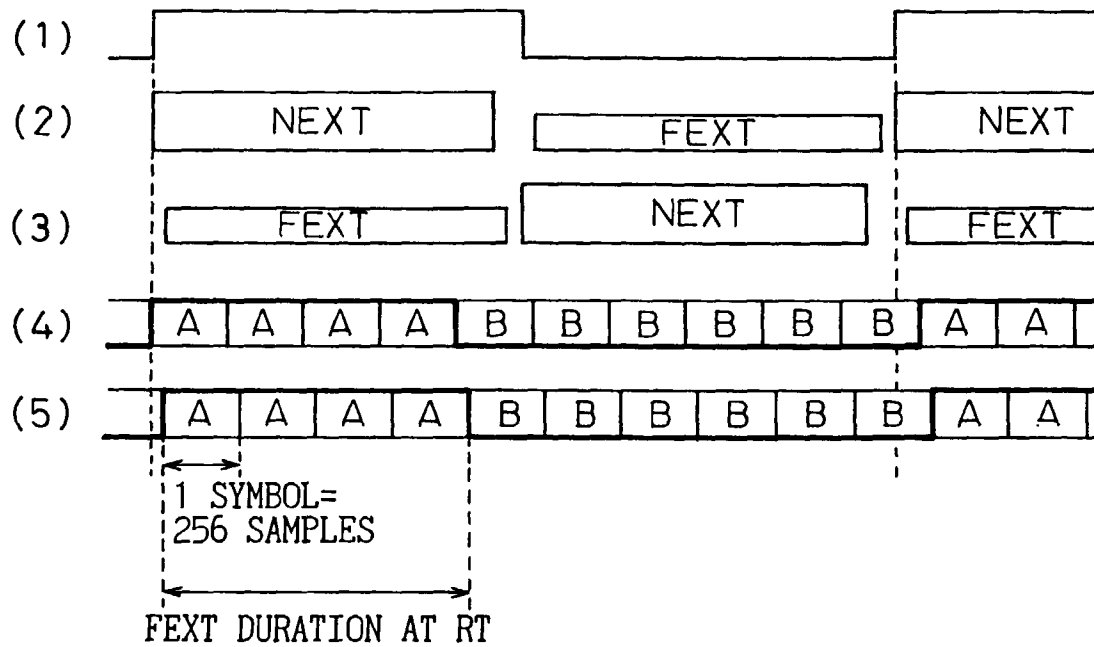 (1)
(2) NEXT FEXT NEXT
(3) FEXT NEXT FEXT
(4) A A A A B B B B B B A A
(5) A A A A B B B B B B A A
1 SYMBOL=
256 SAMPLES
FEXT DURATION AT RT